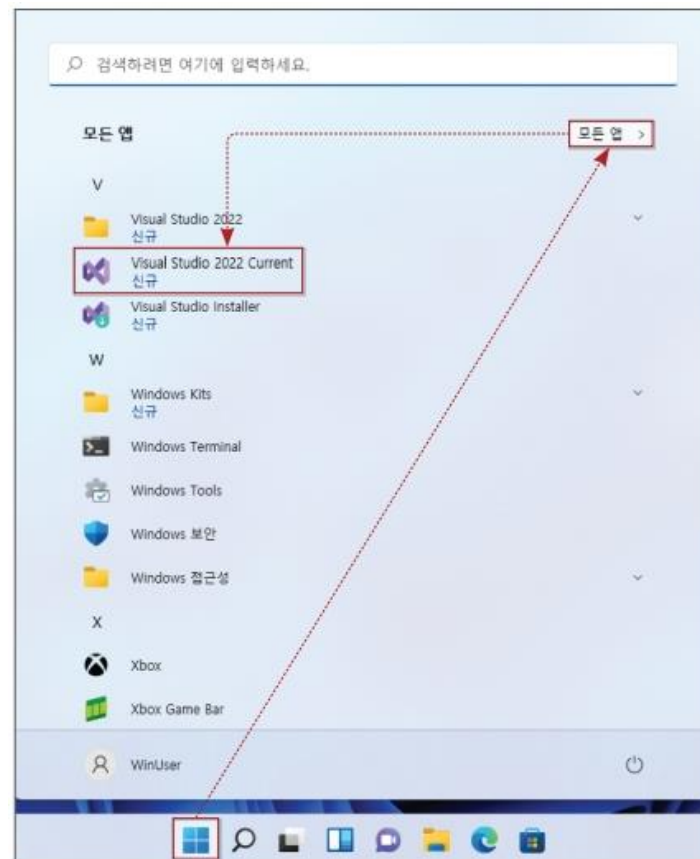 검색하려면 여기에 입력하세요.
모든 앱
모든 앱 >
V
Visual Studio 2022
신규
Visual Studio 2022 Current
신규
Visual Studio Installer
신규
W
Windows Kits
신규
Windows Terminal
Windows Tools
Windows 보안
Windows 접근성
X
Xbox
Xbox Game Bar
WinUser